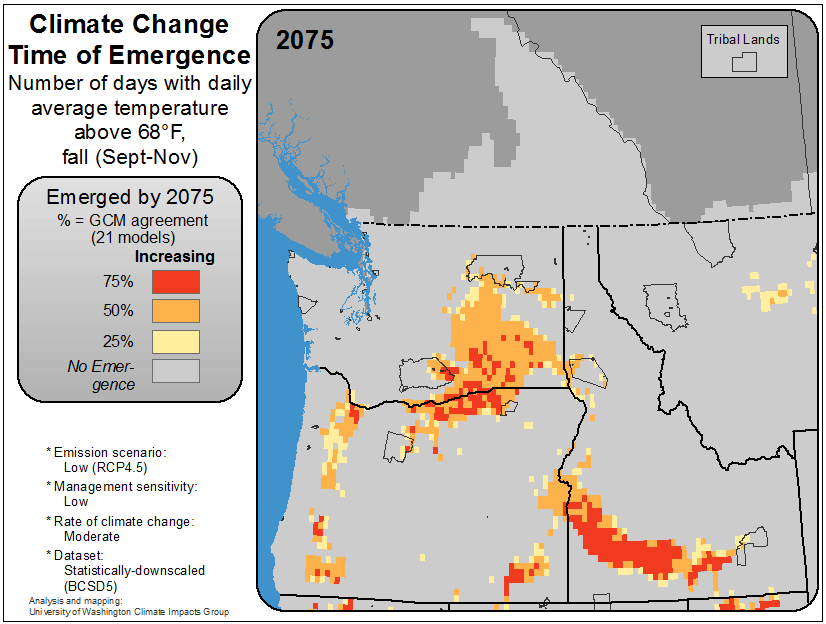 Climate Change
Time of Emergence
Number of days with daily
average temperature
above 68°F,
fall (Sept-Nov)
Emerged by 2075
% = GCM agreement
(21 models)
Increasing
75%
50%
25%
No Emer-
gence
* Emission scenario:
Low (RCP4.5)
* Management sensitivity:
Low
* Rate of climate change:
Moderate
* Dataset:
Statistically-downscaled
(BCSD5)
Analysis and mapping:
University of Washington Climate Impacts Group
2075
Tribal Lands